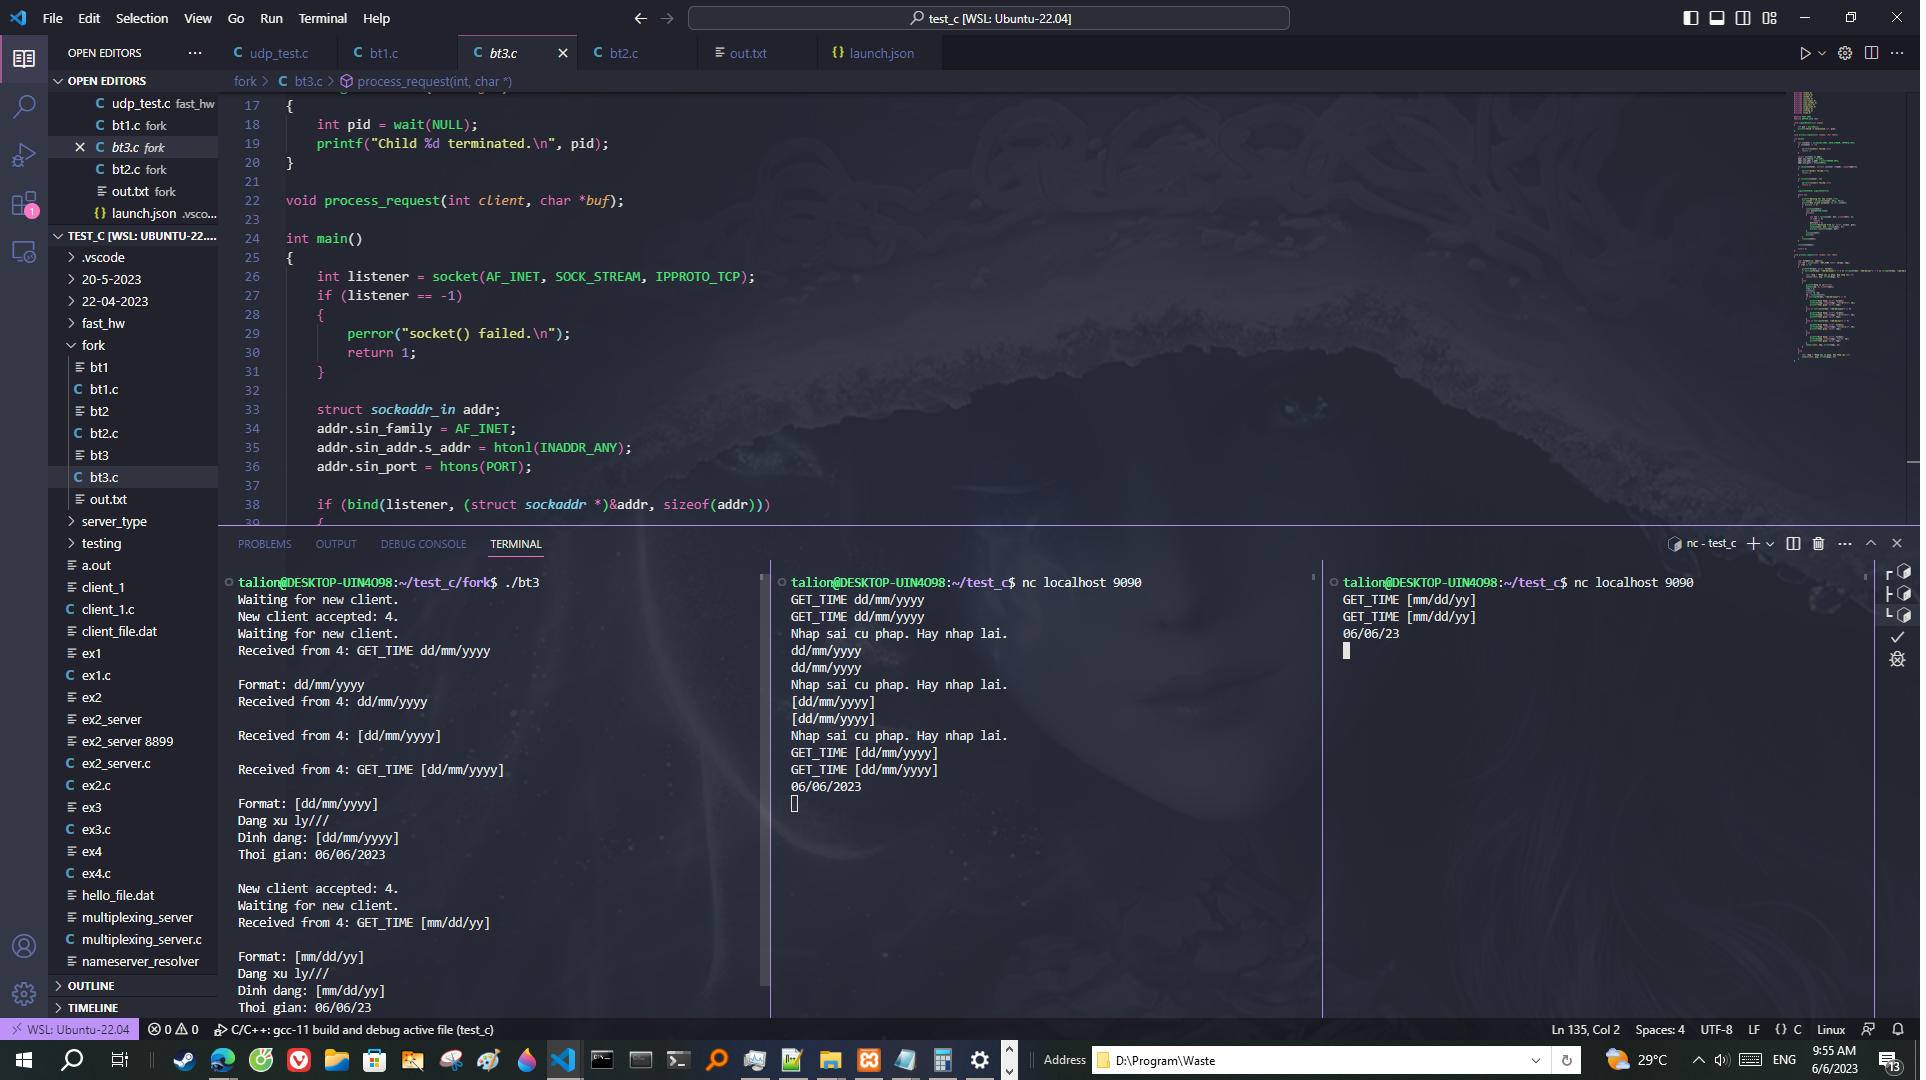 File Edit Selection View Go Run Terminal Help
test_c [WSL: Ubuntu-22.04]
OPEN EDITORS
udp_test.c
bt1.c
bt3.c
bt2.c
out.txt
launch.json
OPEN EDITORS
udp_test.c fast_hw
bt1.c fork
bt3.c fork
bt2.c fork
out.txt fork
launch.json .vsco...
TEST_C [WSL: UBUNTU-22....
.vscode
20-5-2023
22-04-2023
fast_hw
fork
bt1
bt1.c
bt2
bt2.c
bt3
bt3.c
out.txt
server_type
testing
a.out
client_1
client_1.c
client_file.dat
ex1
ex1.c
ex2
ex2_server
ex2_server 8899
ex2_server.c
ex2.c
ex3
ex3.c
ex4
ex4.c
hello_file.dat
multiplexing_server
multiplexing_server.c
nameserver_resolver
OUTLINE
TIMELINE
1
fork > bt3.c > process_request(int, char *)
17 {
18 int pid = wait(NULL);
19 printf("Child %d terminated.\n", pid);
20 }
21
22 void process_request(int client, char *buf);
23
24 int main()
25 {
26 int listener = socket(AF_INET, SOCK_STREAM, IPPROTO_TCP);
27 if (listener == -1)
28 {
29 perror("socket() failed.\n");
30 return 1;
31 }
32
33 struct sockaddr_in addr;
34 addr.sin_family = AF_INET;
35 addr.sin_addr.s_addr = htonl(INADDR_ANY);
36 addr.sin_port = htons(PORT);
37
38 if (bind(listener, (struct sockaddr *)&addr, sizeof(addr)))
39 {
PROBLEMS OUTPUT DEBUG CONSOLE TERMINAL
nc - test_c
talion@DESKTOP-UIN4O98:~/test_c/fork$ ./bt3
Waiting for new client.
New client accepted: 4.
Waiting for new client.
Received from 4: GET_TIME dd/mm/yyyy
Format: dd/mm/yyyy
Received from 4: dd/mm/yyyy
Received from 4: [dd/mm/yyyy]
Received from 4: GET_TIME [dd/mm/yyyy]
Format: [dd/mm/yyyy]
Dang xu ly///
Dinh dang: [dd/mm/yyyy]
Thoi gian: 06/06/2023
New client accepted: 4.
Waiting for new client.
Received from 4: GET_TIME [mm/dd/yy]
Format: [mm/dd/yy]
Dang xu ly///
Dinh dang: [mm/dd/yy]
Thoi gian: 06/06/23
talion@DESKTOP-UIN4O98:~/test_c$ nc localhost 9090
GET_TIME dd/mm/yyyy
GET_TIME dd/mm/yyyy
Nhap sai cu phap. Hay nhap lai.
dd/mm/yyyy
dd/mm/yyyy
Nhap sai cu phap. Hay nhap lai.
[dd/mm/yyyy]
[dd/mm/yyyy]
Nhap sai cu phap. Hay nhap lai.
GET_TIME [dd/mm/yyyy]
GET_TIME [dd/mm/yyyy]
06/06/2023
talion@DESKTOP-UIN4O98:~/test_c$ nc localhost 9090
GET_TIME [mm/dd/yy]
GET_TIME [mm/dd/yy]
06/06/23
WSL: Ubuntu-22.04 0 0 C/C++: gcc-11 build and debug active file (test_c)
Ln 135, Col 2 Spaces: 4 UTF-8 LF {} C Linux
Address D:\Program\Waste
29°C
ENG
9:55 AM
6/6/2023
13